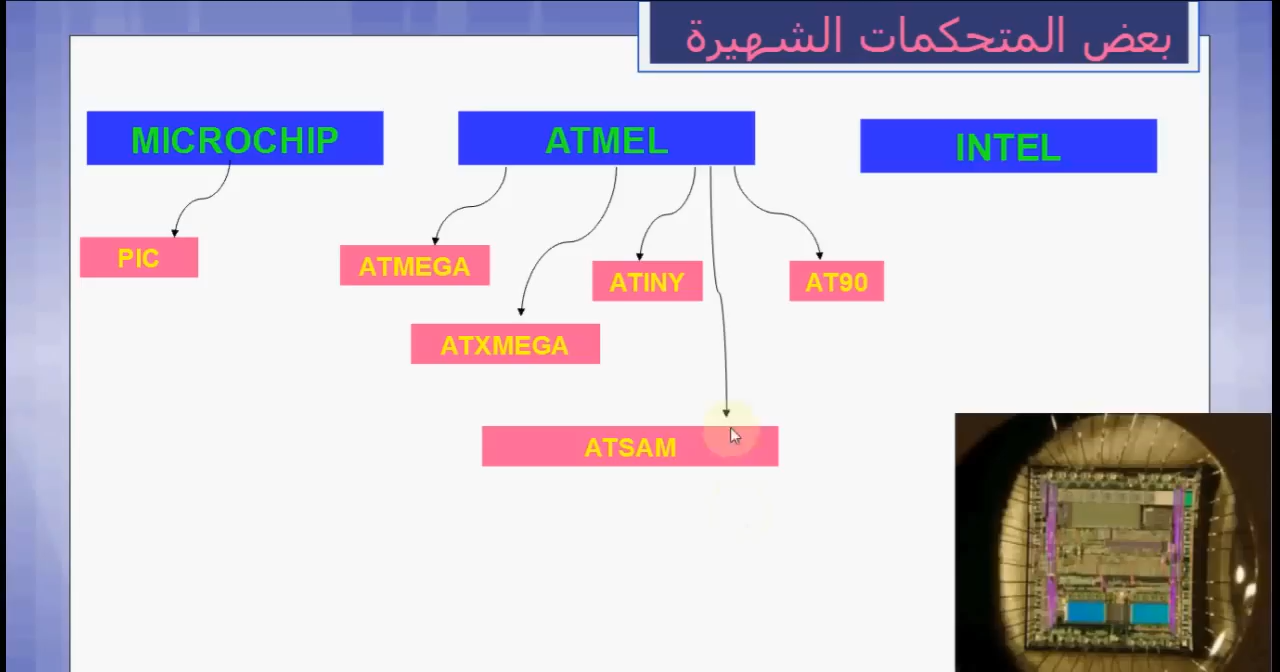 بعض المتحكمات الشهيرة
MICROCHIP
ATMEL
INTEL
PIC
ATMEGA
ATINY
AT90
ATXMEGA
ATSAM